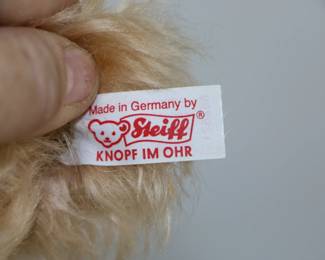 Made in Germany by
Steiff®
KNOPF IM OHR